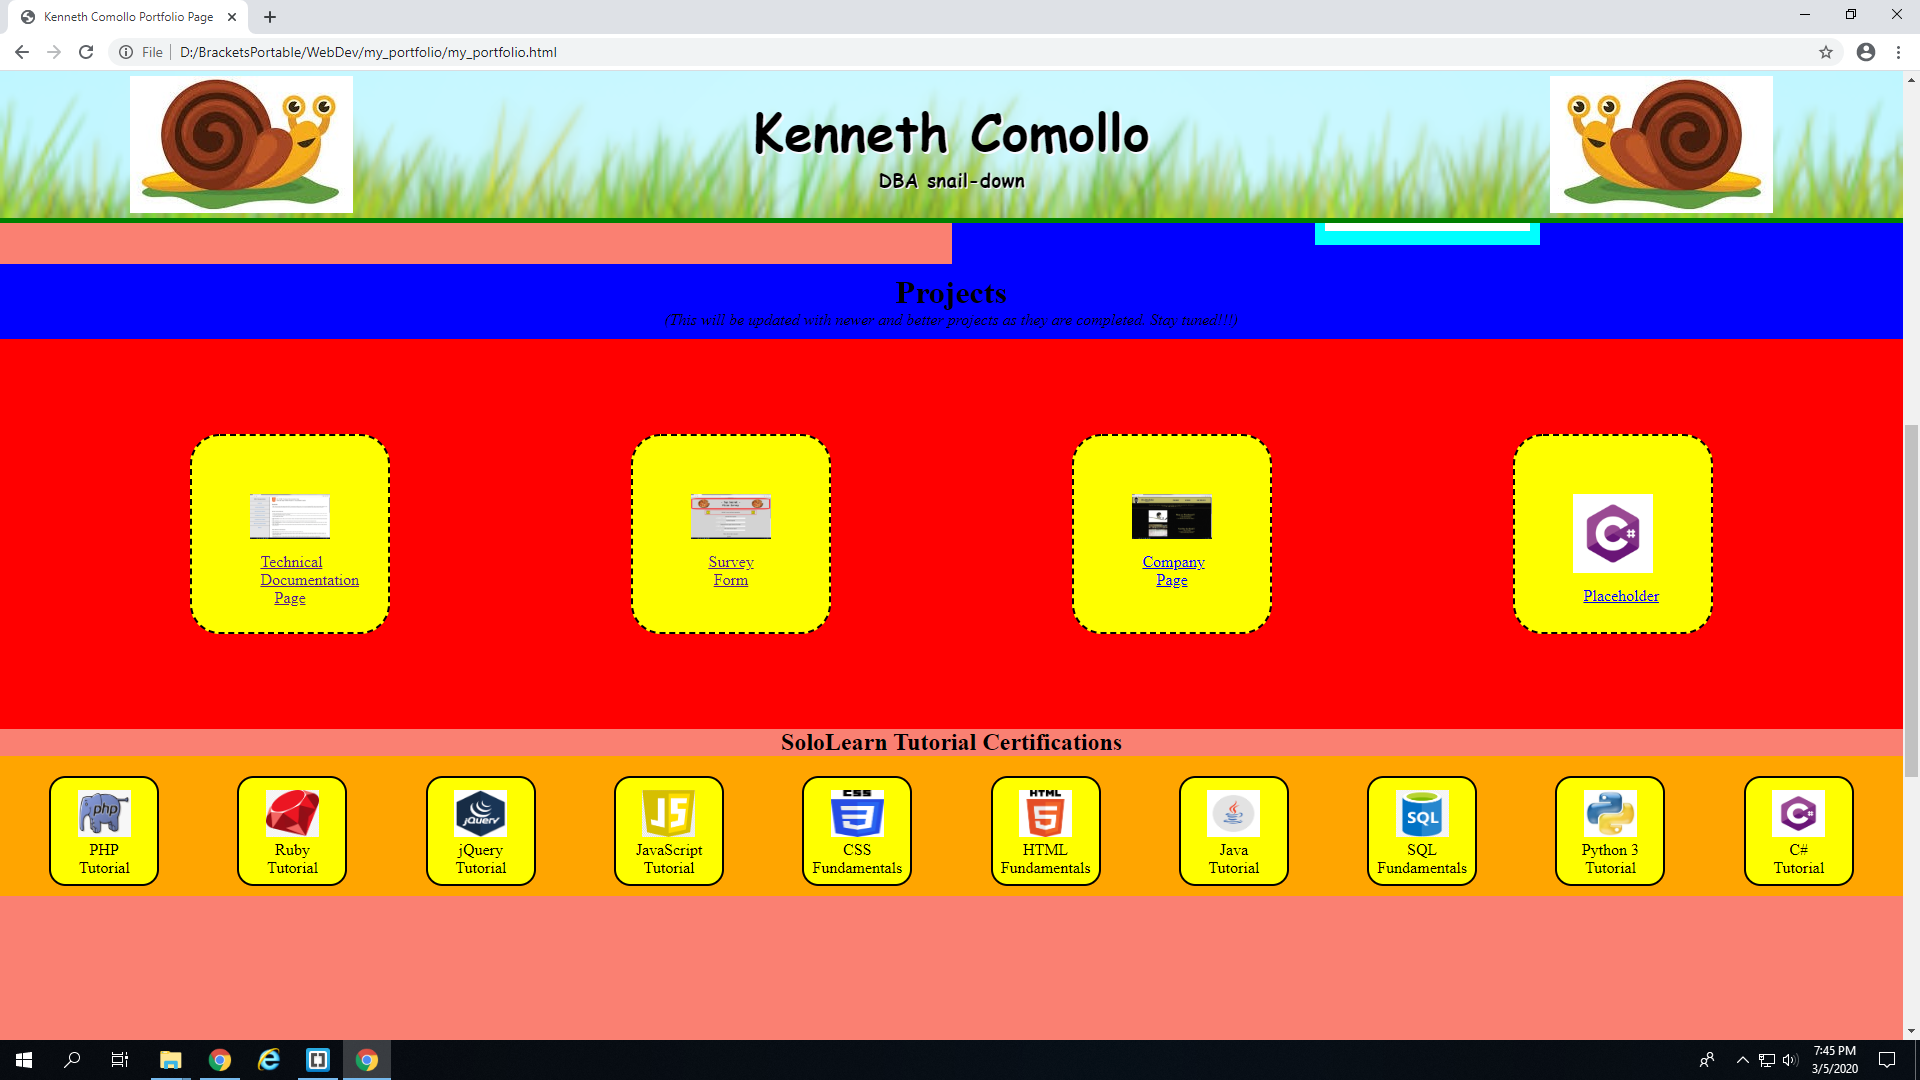 Kenneth Comollo Portfolio Page
File
D:/BracketsPortable/WebDev/my_portfolio/my_portfolio.html
Kenneth Comollo
DBA snail-down
Projects
(This will be updated with newer and better projects as they are completed. Stay tuned!!!!)
Technical
Documentation
Page
Survey
Form
Company
Page
C#
Placeholder
SoloLearn Tutorial Certifications
php
PHP
Tutorial
Ruby
Tutorial
jQuery
jQuery
Tutorial
JS
JavaScript
Tutorial
CSS
3
CSS
Fundamentals
HTML
5
HTML
Fundamentals
Java
Tutorial
SQL
SQL
Fundamentals
Python 3
Tutorial
C#
C#
Tutorial
7:45 PM
3/5/2020